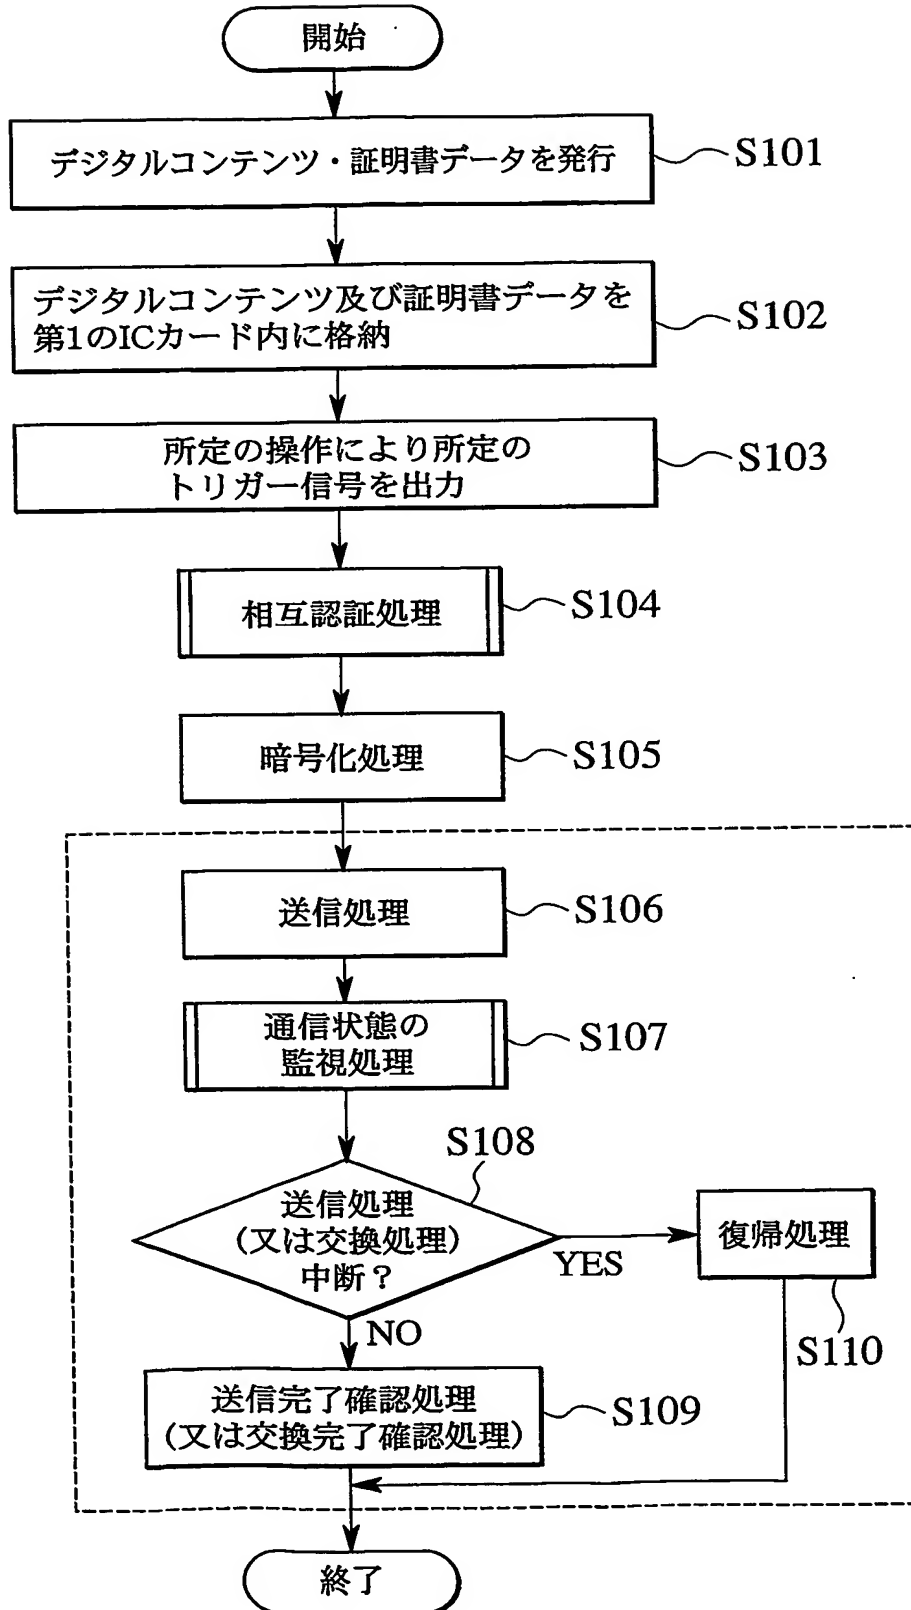 開始
デジタルコンテンツ・証明書データを発行
S101
デジタルコンテンツ及び証明書データを
第1のICカード内に格納
S102
所定の操作により所定の
トリガー信号を出力
S103
相互認証処理
S104
暗号化処理
S105
送信処理
S106
通信状態の
監視処理
S107
S108
送信処理
(又は交換処理)
中断?
YES
復帰処理
S110
NO
送信完了確認処理
(又は交換完了確認処理)
S109
終了